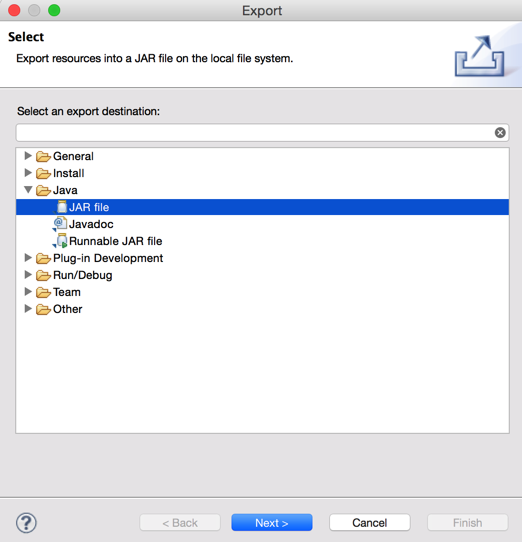 Export
Select
Export resources into a JAR file on the local file system.
Select an export destination:
General
Install
Java
JAR file
Javadoc
Runnable JAR file
Plug-in Development
Run/Debug
Team
Other
? < Back Next > Cancel Finish